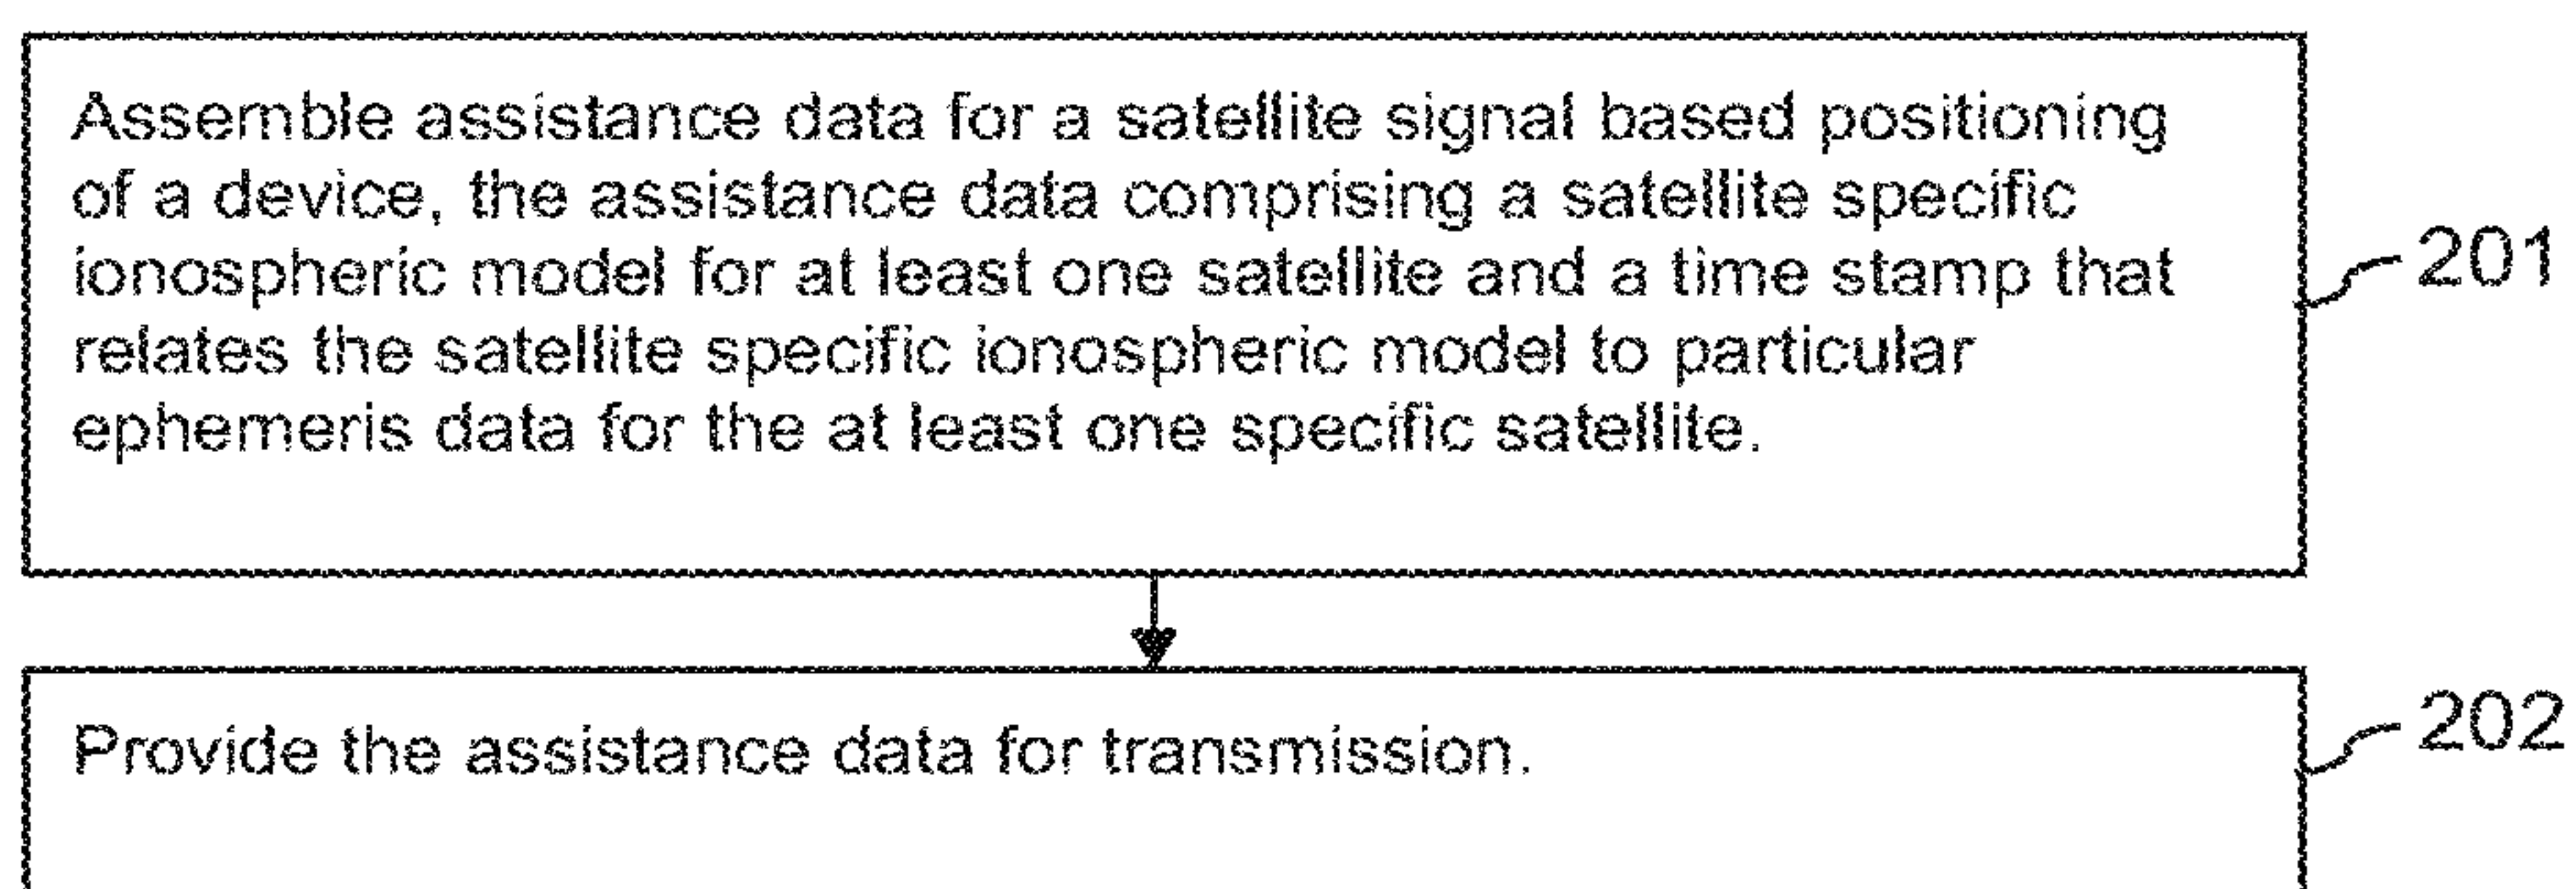 Assemble assistance data for a satellite signal based positioning
of a device, the assistance data comprising a satellite specific
ionospheric model for at least one satellite and a time stamp that
relates the satellite specific ionospheric model to particular
ephemeris data for the at least one specific satellite.
201
Provide the assistance data for transmission.
202